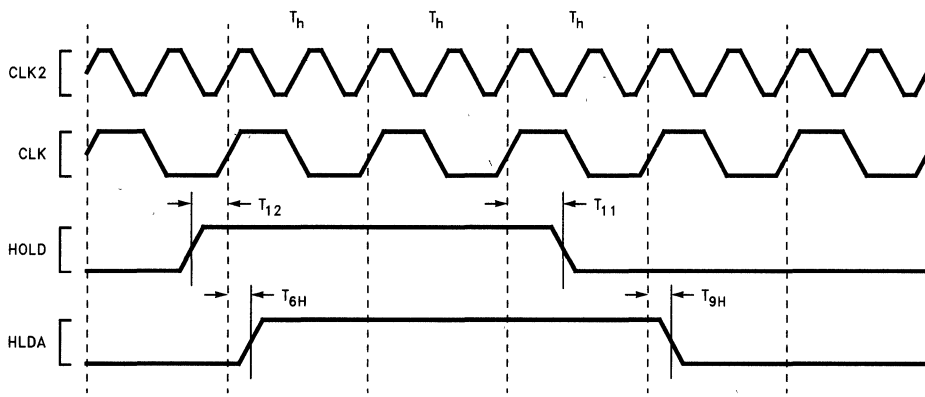 Th Th Th
CLK2
CLK
T12 T11
HOLD
T6H T9H
HLDA